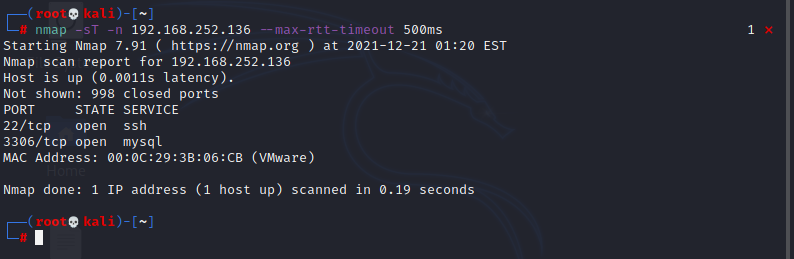 ┌──(root💀kali)-[~]
└─# nmap -sT -n 192.168.252.136 --max-rtt-timeout 500ms 1 ⨯
Starting Nmap 7.91 ( https://nmap.org ) at 2021-12-21 01:20 EST
Nmap scan report for 192.168.252.136
Host is up (0.0011s latency).
Not shown: 998 closed ports
PORT     STATE SERVICE
22/tcp   open  ssh
3306/tcp open  mysql
MAC Address: 00:0C:29:3B:06:CB (VMware)
Home
Nmap done: 1 IP address (1 host up) scanned in 0.19 seconds
┌──(root💀kali)-[~]
└─#